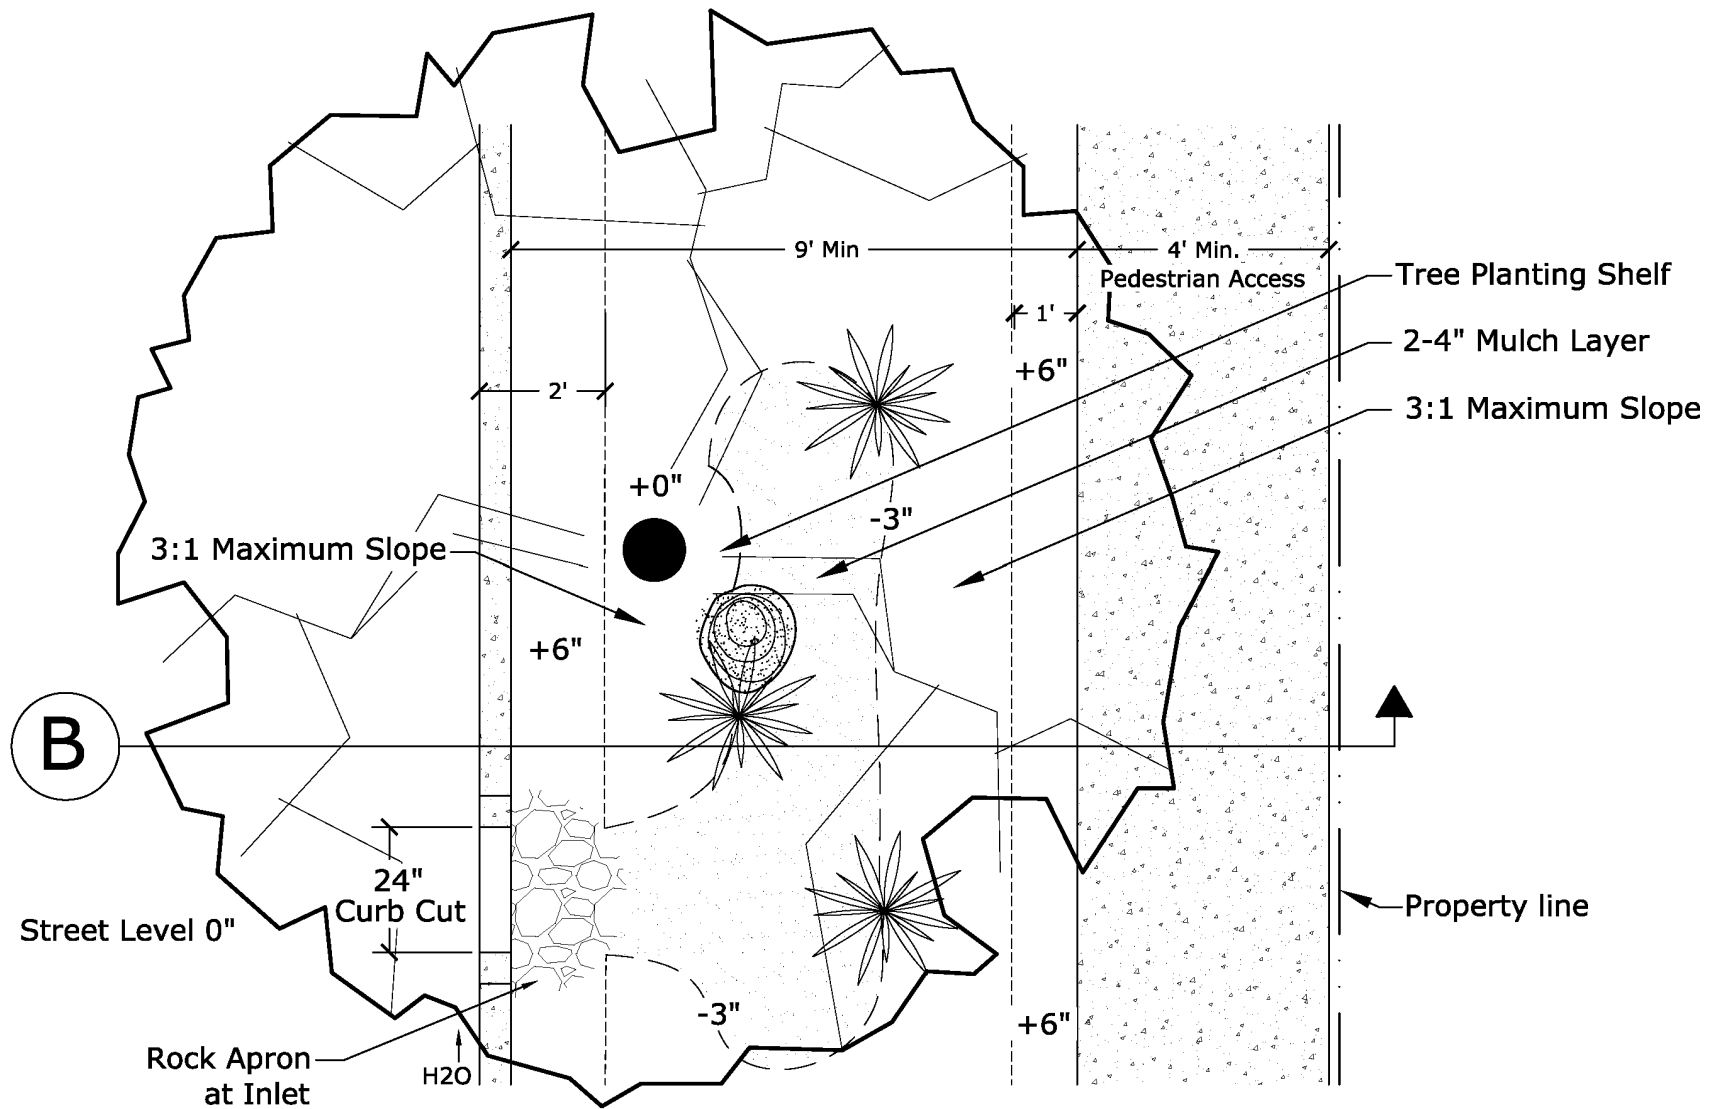 9' Min
4' Min.
Pedestrian Access
Tree Planting Shelf
1'
2-4" Mulch Layer
+6"
2'
3:1 Maximum Slope
+0"
-3"
3:1 Maximum Slope
+6"
B
24"
Curb Cut
Property line
Street Level 0"
-3"
+6"
Rock Apron
at Inlet
H2O